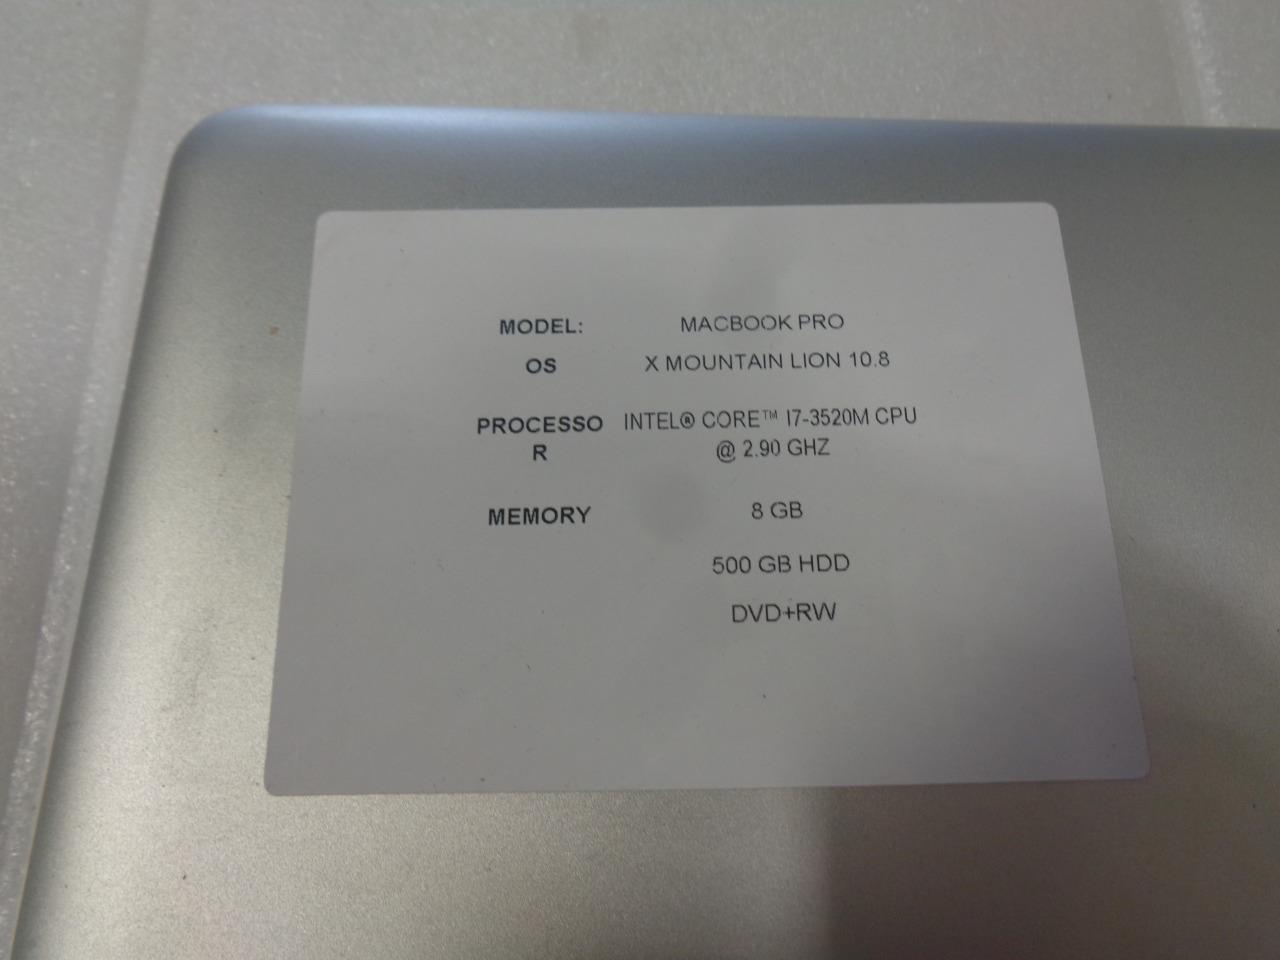 MODEL: MACBOOK PRO
OS X MOUNTAIN LION 10.8
PROCESSO INTEL® CORE™ I7-3520M CPU
R @ 2.90 GHZ
MEMORY 8 GB
500 GB HDD
DVD+RW